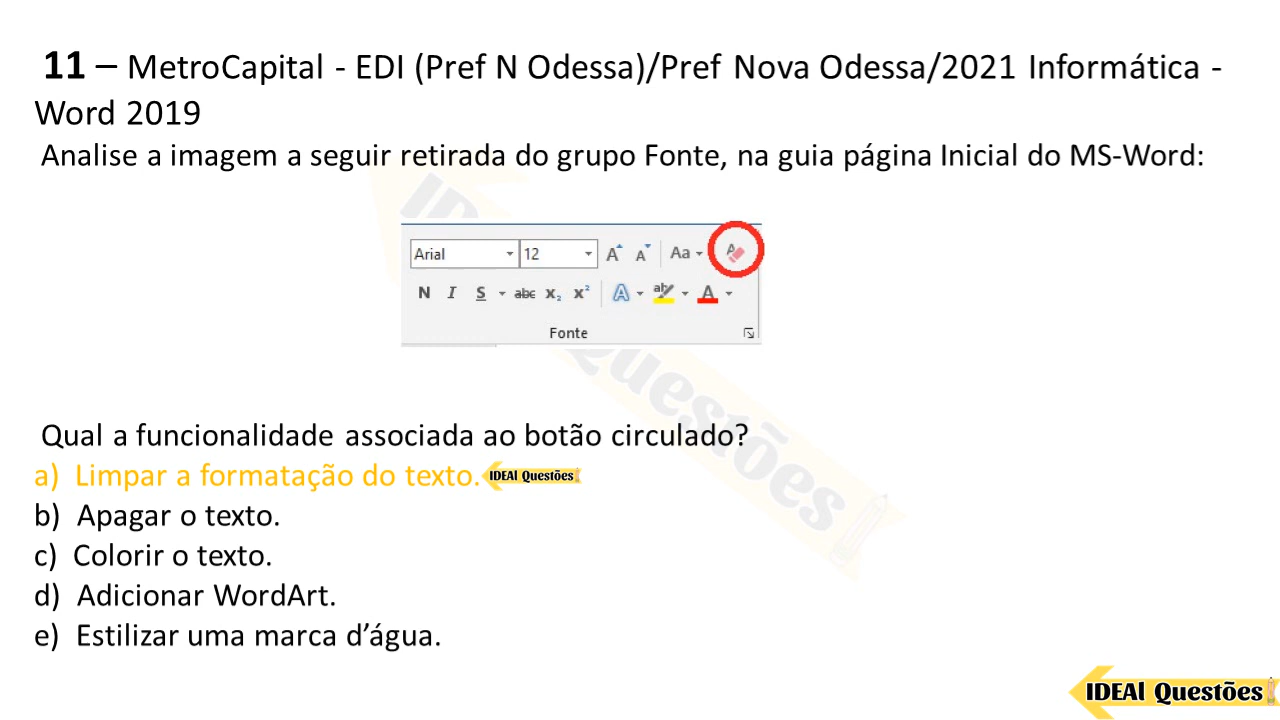 11 – MetroCapital - EDI (Pref N Odessa)/Pref Nova Odessa/2021 Informática -
Word 2019
Analise a imagem a seguir retirada do grupo Fonte, na guia página Inicial do MS-Word:
Arial 12 A A Aa A
N I S abc x₂ x² A ab A
Fonte
Qual a funcionalidade associada ao botão circulado?
a) Limpar a formatação do texto. IDEAl Questões
b) Apagar o texto.
c) Colorir o texto.
d) Adicionar WordArt.
e) Estilizar uma marca d’água.
Questões
IDEAl Questões